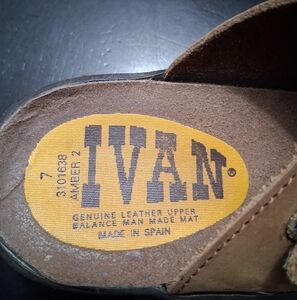 7
3101638
AMBER 2
IVAN®
GENUINE LEATHER UPPER
BALANCE MAN MADE MAT
MADE IN SPAIN